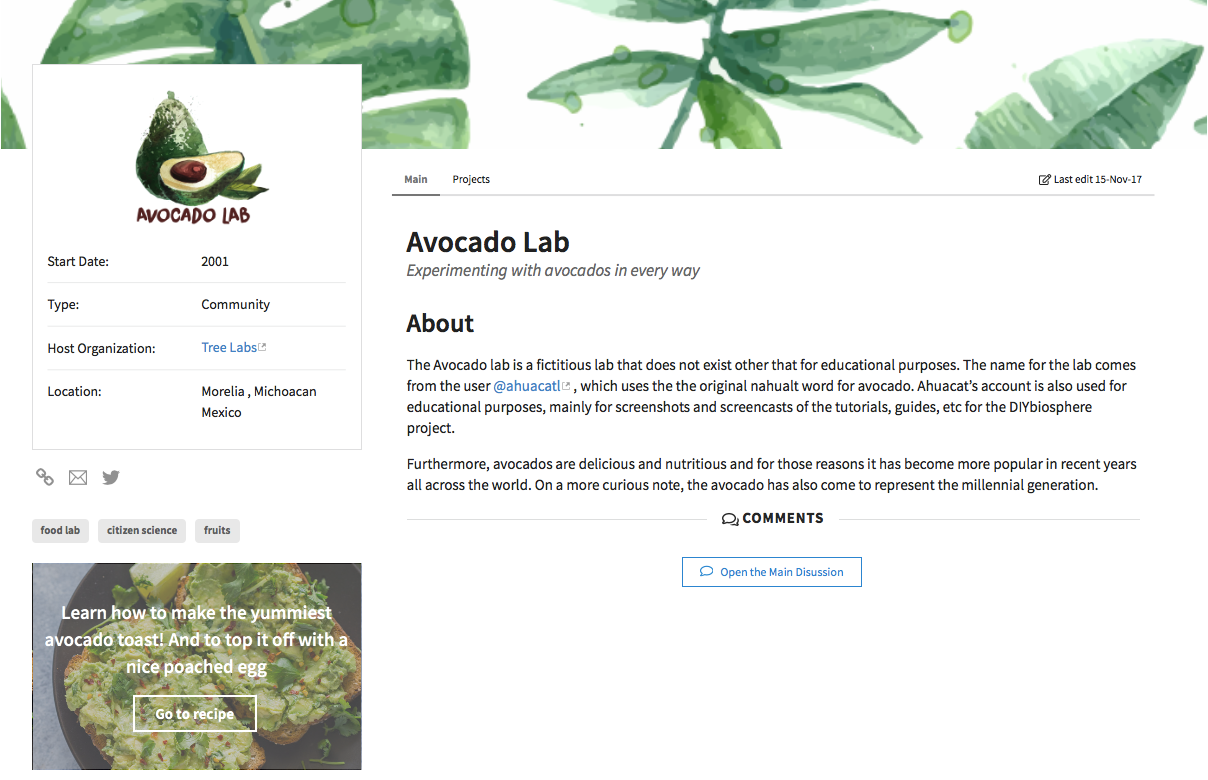 AVOCADO LAB
Start Date: 2001
Type: Community
Host Organization: Tree Labs
Location: Morelia , Michoacan
Mexico
food lab citizen science fruits
Learn how to make the yummiest
avocado toast! And to top it off with a
nice poached egg
Go to recipe
Main Projects Last edit 15-Nov-17
Avocado Lab
Experimenting with avocados in every way
About
The Avocado lab is a fictitious lab that does not exist other that for educational purposes. The name for the lab comes
from the user @ahuacatl , which uses the the original nahualt word for avocado. Ahuacat’s account is also used for
educational purposes, mainly for screenshots and screencasts of the tutorials, guides, etc for the DIYbiosphere
project.
Furthermore, avocados are delicious and nutritious and for those reasons it has become more popular in recent years
all across the world. On a more curious note, the avocado has also come to represent the millennial generation.
COMMENTS
Open the Main Disussion